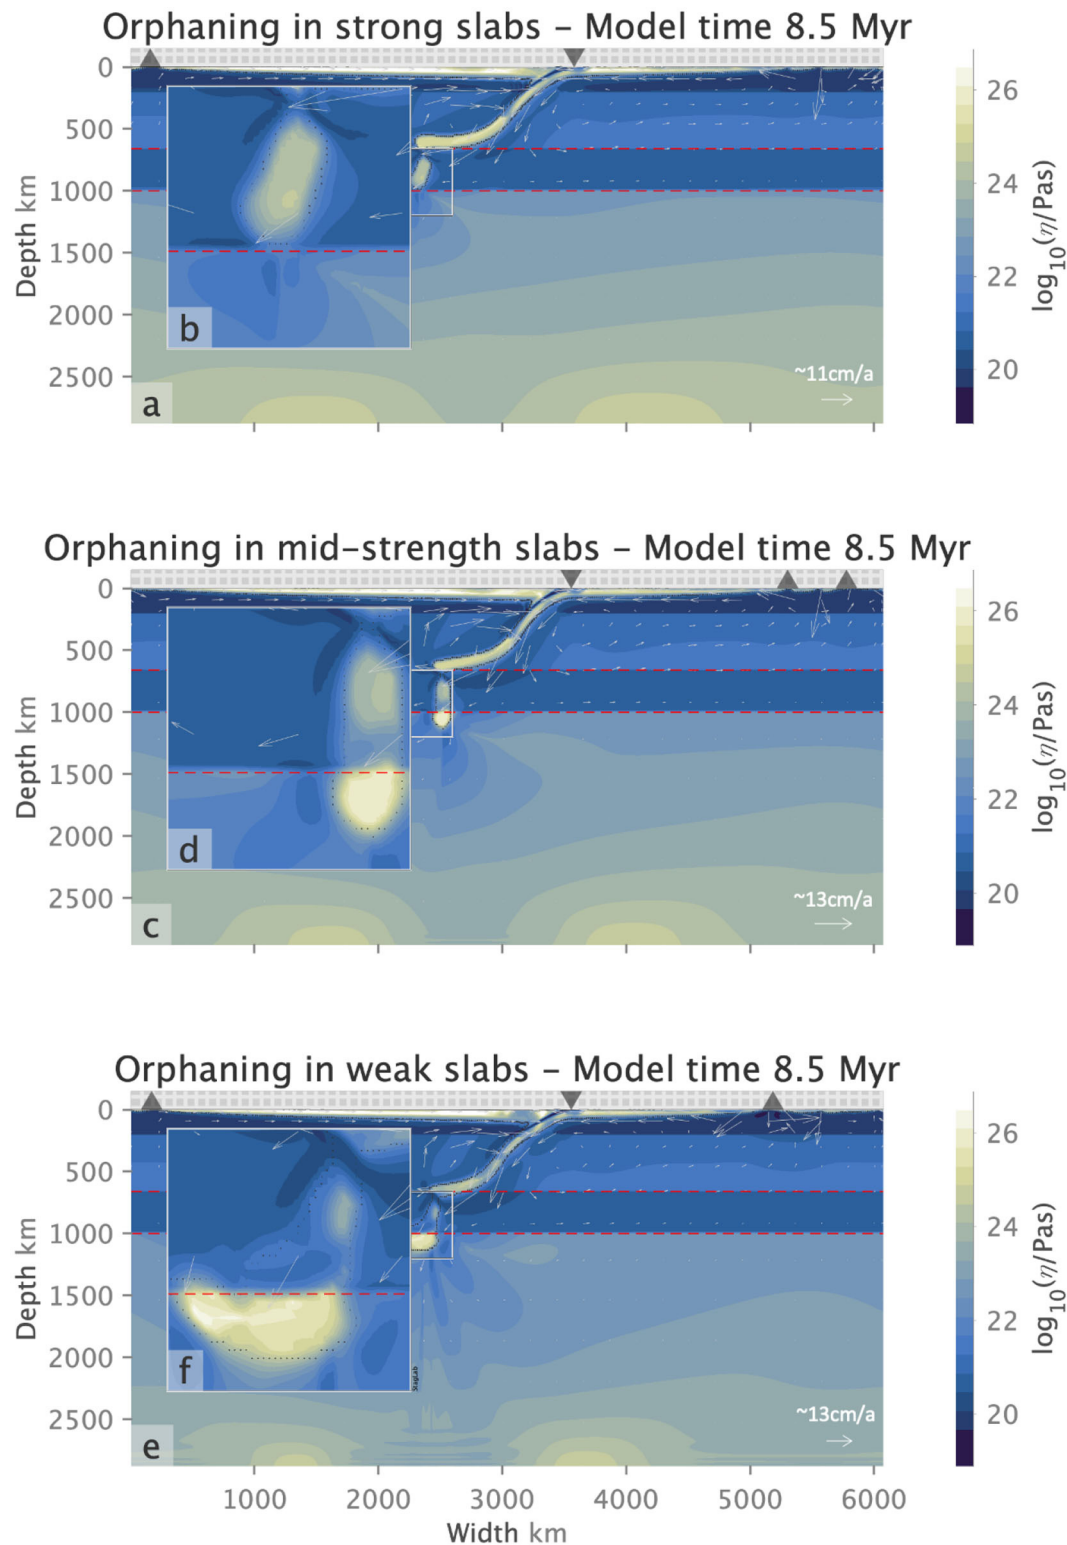 Orphaning in strong slabs – Model time 8.5 Myr
0
500
1000
1500
2000
2500
Depth km
b
a
~11cm/a
26
24
22
20
log10(η/Pas)
Orphaning in mid–strength slabs – Model time 8.5 Myr
0
500
1000
1500
2000
2500
Depth km
d
c
~13cm/a
26
24
22
20
log10(η/Pas)
Orphaning in weak slabs – Model time 8.5 Myr
0
500
1000
1500
2000
2500
Depth km
f
StagLab
e
~13cm/a
26
24
22
20
log10(η/Pas)
1000 2000 3000 4000 5000 6000
Width km